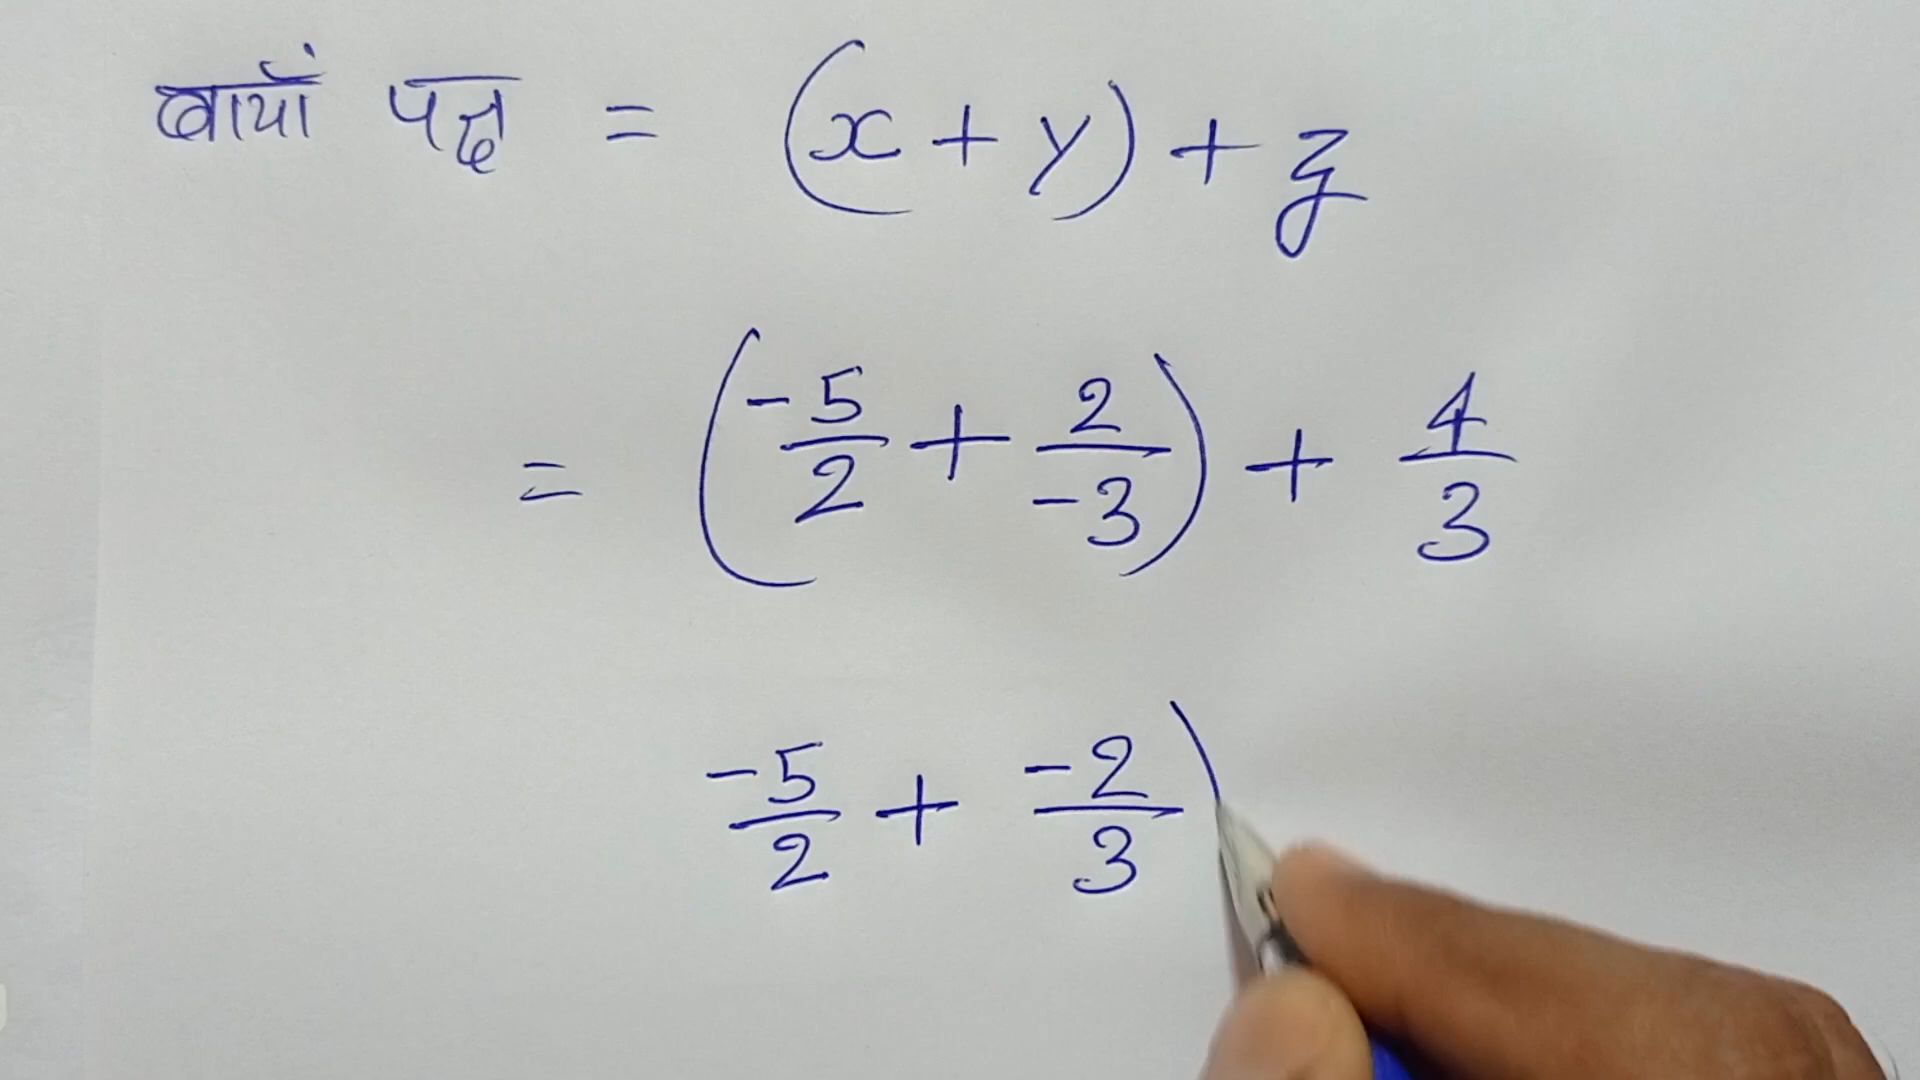 बायाँ पक्ष = (x + y) + z
= (-5/2 + 2/-3) + 4/3
-5/2 + -2/3)